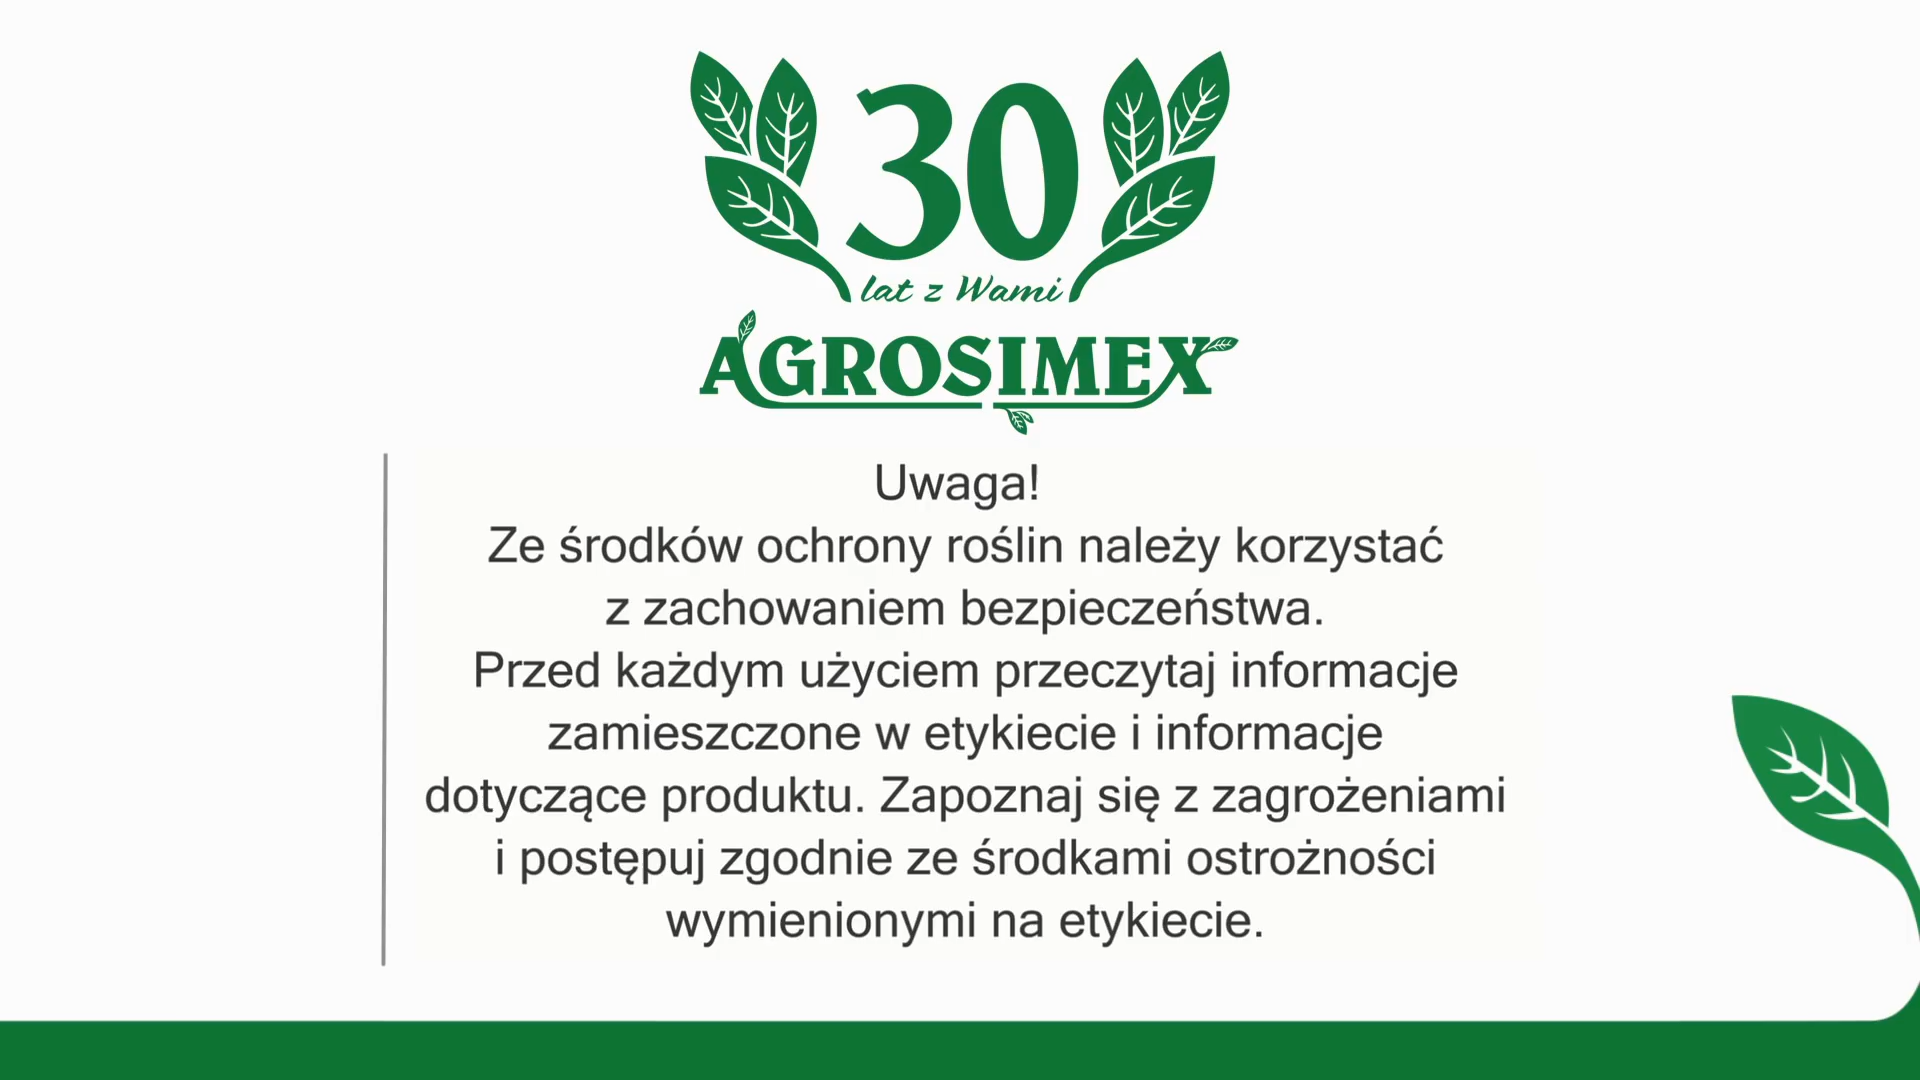 30
lat z Wami
AGROSIMEX
Uwaga!
Ze środków ochrony roślin należy korzystać
z zachowaniem bezpieczeństwa.
Przed każdym użyciem przeczytaj informacje
zamieszczone w etykiecie i informacje
dotyczące produktu. Zapoznaj się z zagrożeniami
i postępuj zgodnie ze środkami ostrożności
wymienionymi na etykiecie.